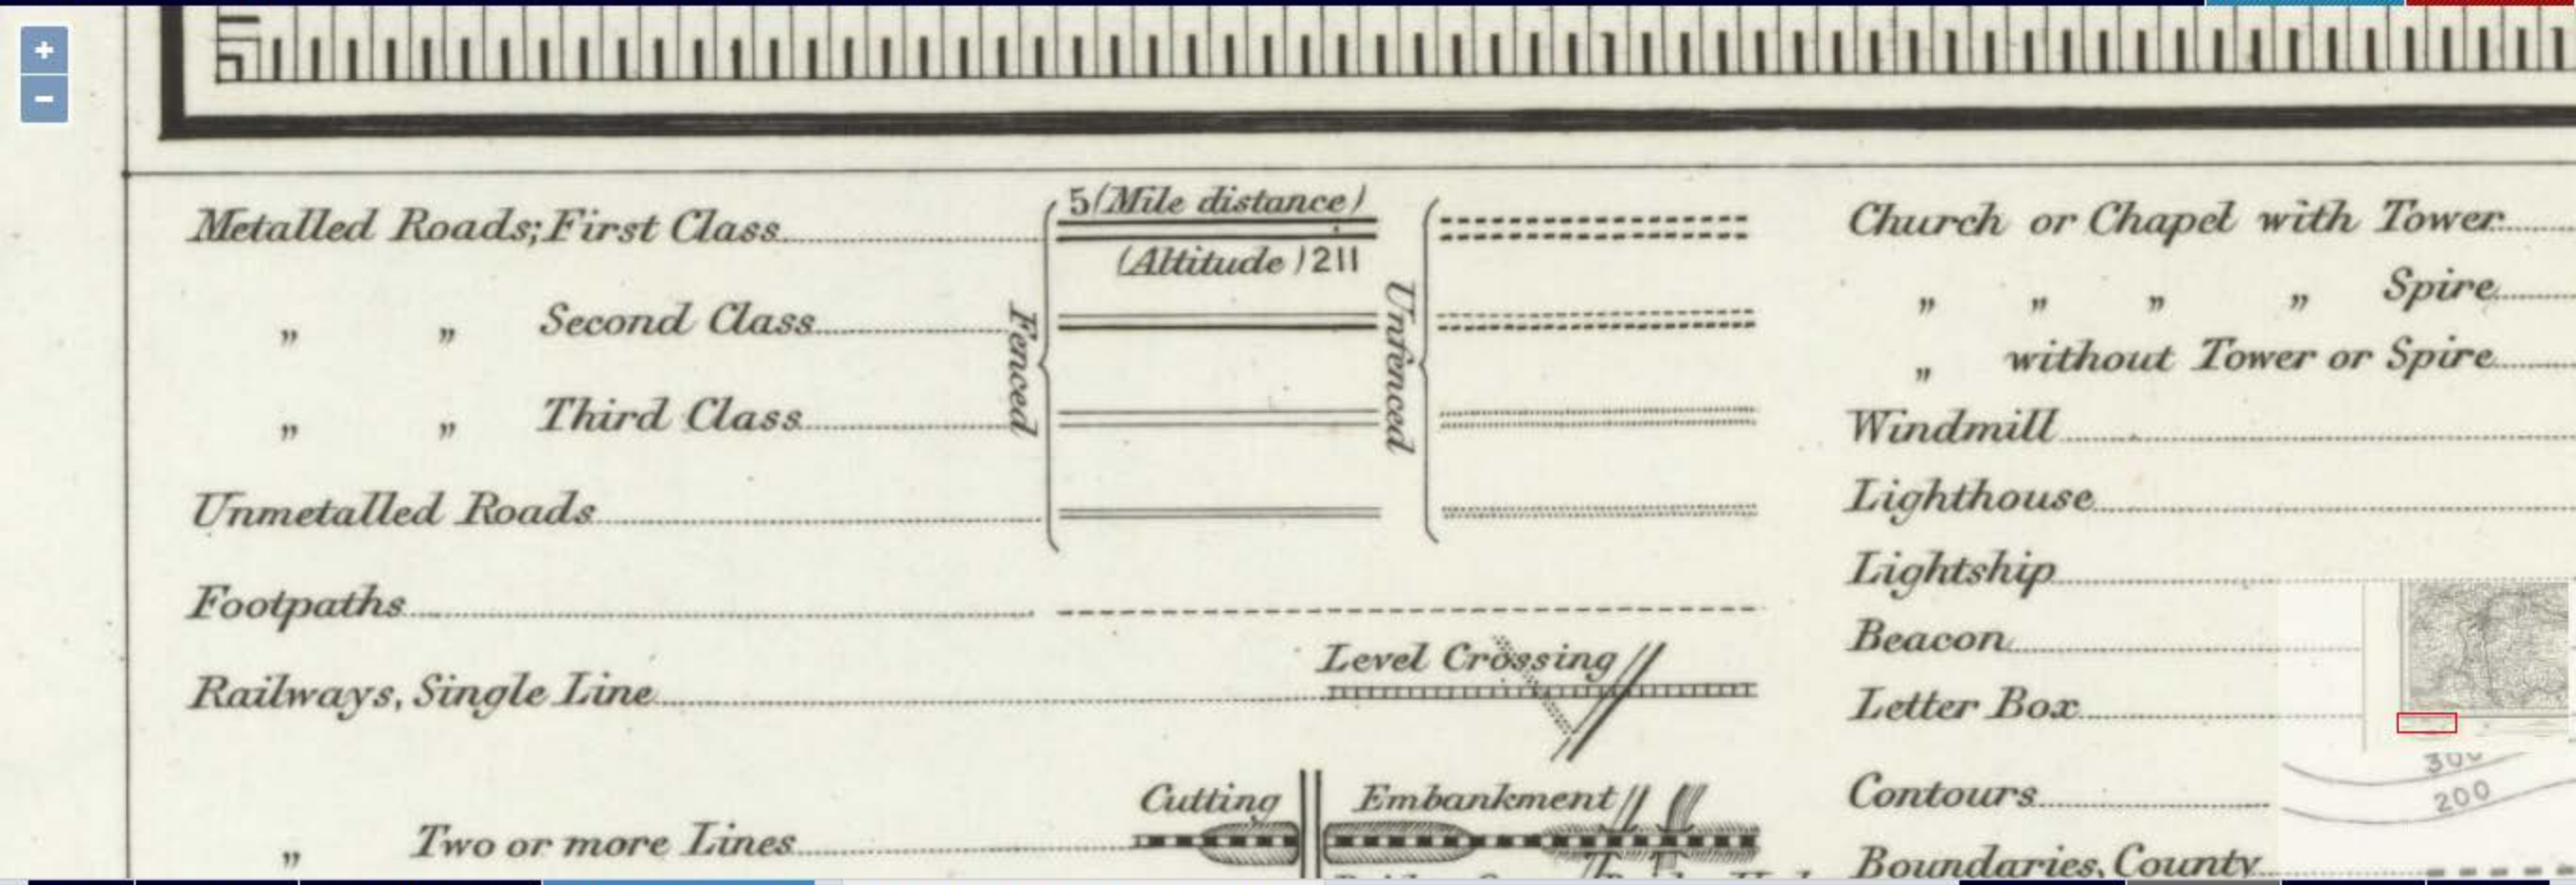 +
−
Metalled Roads; First Class
„ „ Second Class
„ „ Third Class
Unmetalled Roads
Footpaths
Railways, Single Line
„ Two or more Lines
Fenced
5 (Mile distance)
(Altitude) 211
Unfenced
Level Crossing
Cutting
Embankment
Church or Chapel with Tower
„ „ „ „ Spire
„ without Tower or Spire
Windmill
Lighthouse
Lightship
Beacon
Letter Box
Contours
300
200
Boundaries, County